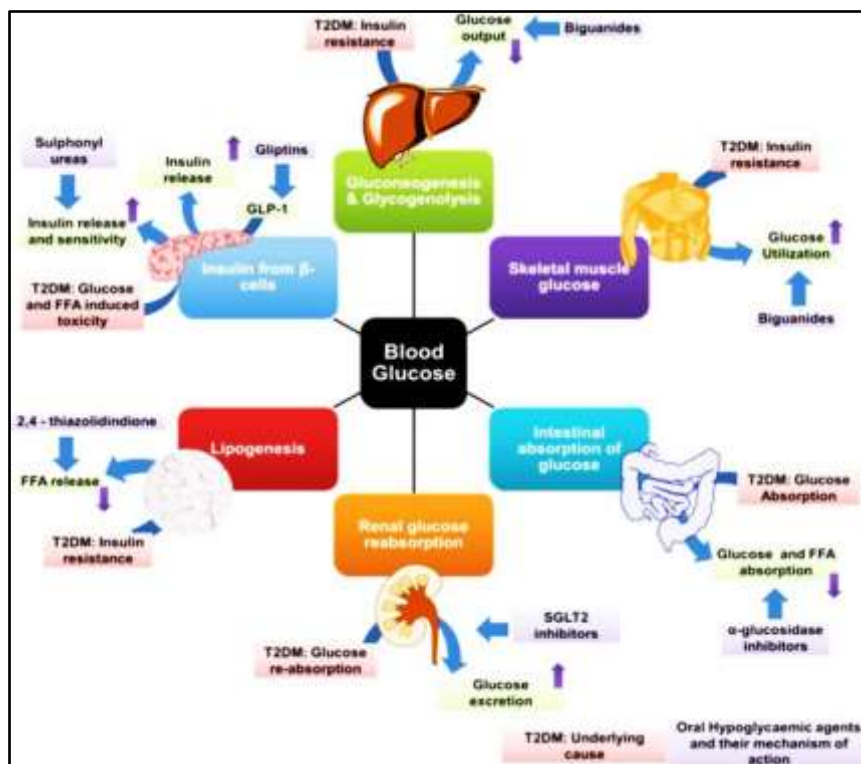 T2DM: Insulin
resistance
Glucose
output
Biguanides
Gluconeogenesis
& Glycogenolysis
Sulphonyl
ureas
Insulin
release
Gliptins
GLP-1
Insulin release
and sensitivity
T2DM: Glucose
and FFA induced
toxicity
Insulin from β-
cells
T2DM: Insulin
resistance
Skeletal muscle
glucose
Glucose
Utilization
Biguanides
Blood
Glucose
2,4 - thiazolidindione
FFA release
T2DM: Insulin
resistance
Lipogenesis
Intestinal
absorption of
glucose
T2DM: Glucose
Absorption
Glucose and FFA
absorption
α-glucosidase
inhibitors
Renal glucose
reabsorption
T2DM: Glucose
re-absorption
SGLT2
inhibitors
Glucose
excretion
T2DM: Underlying
cause
Oral Hypoglycaemic agents
and their mechanism of
action